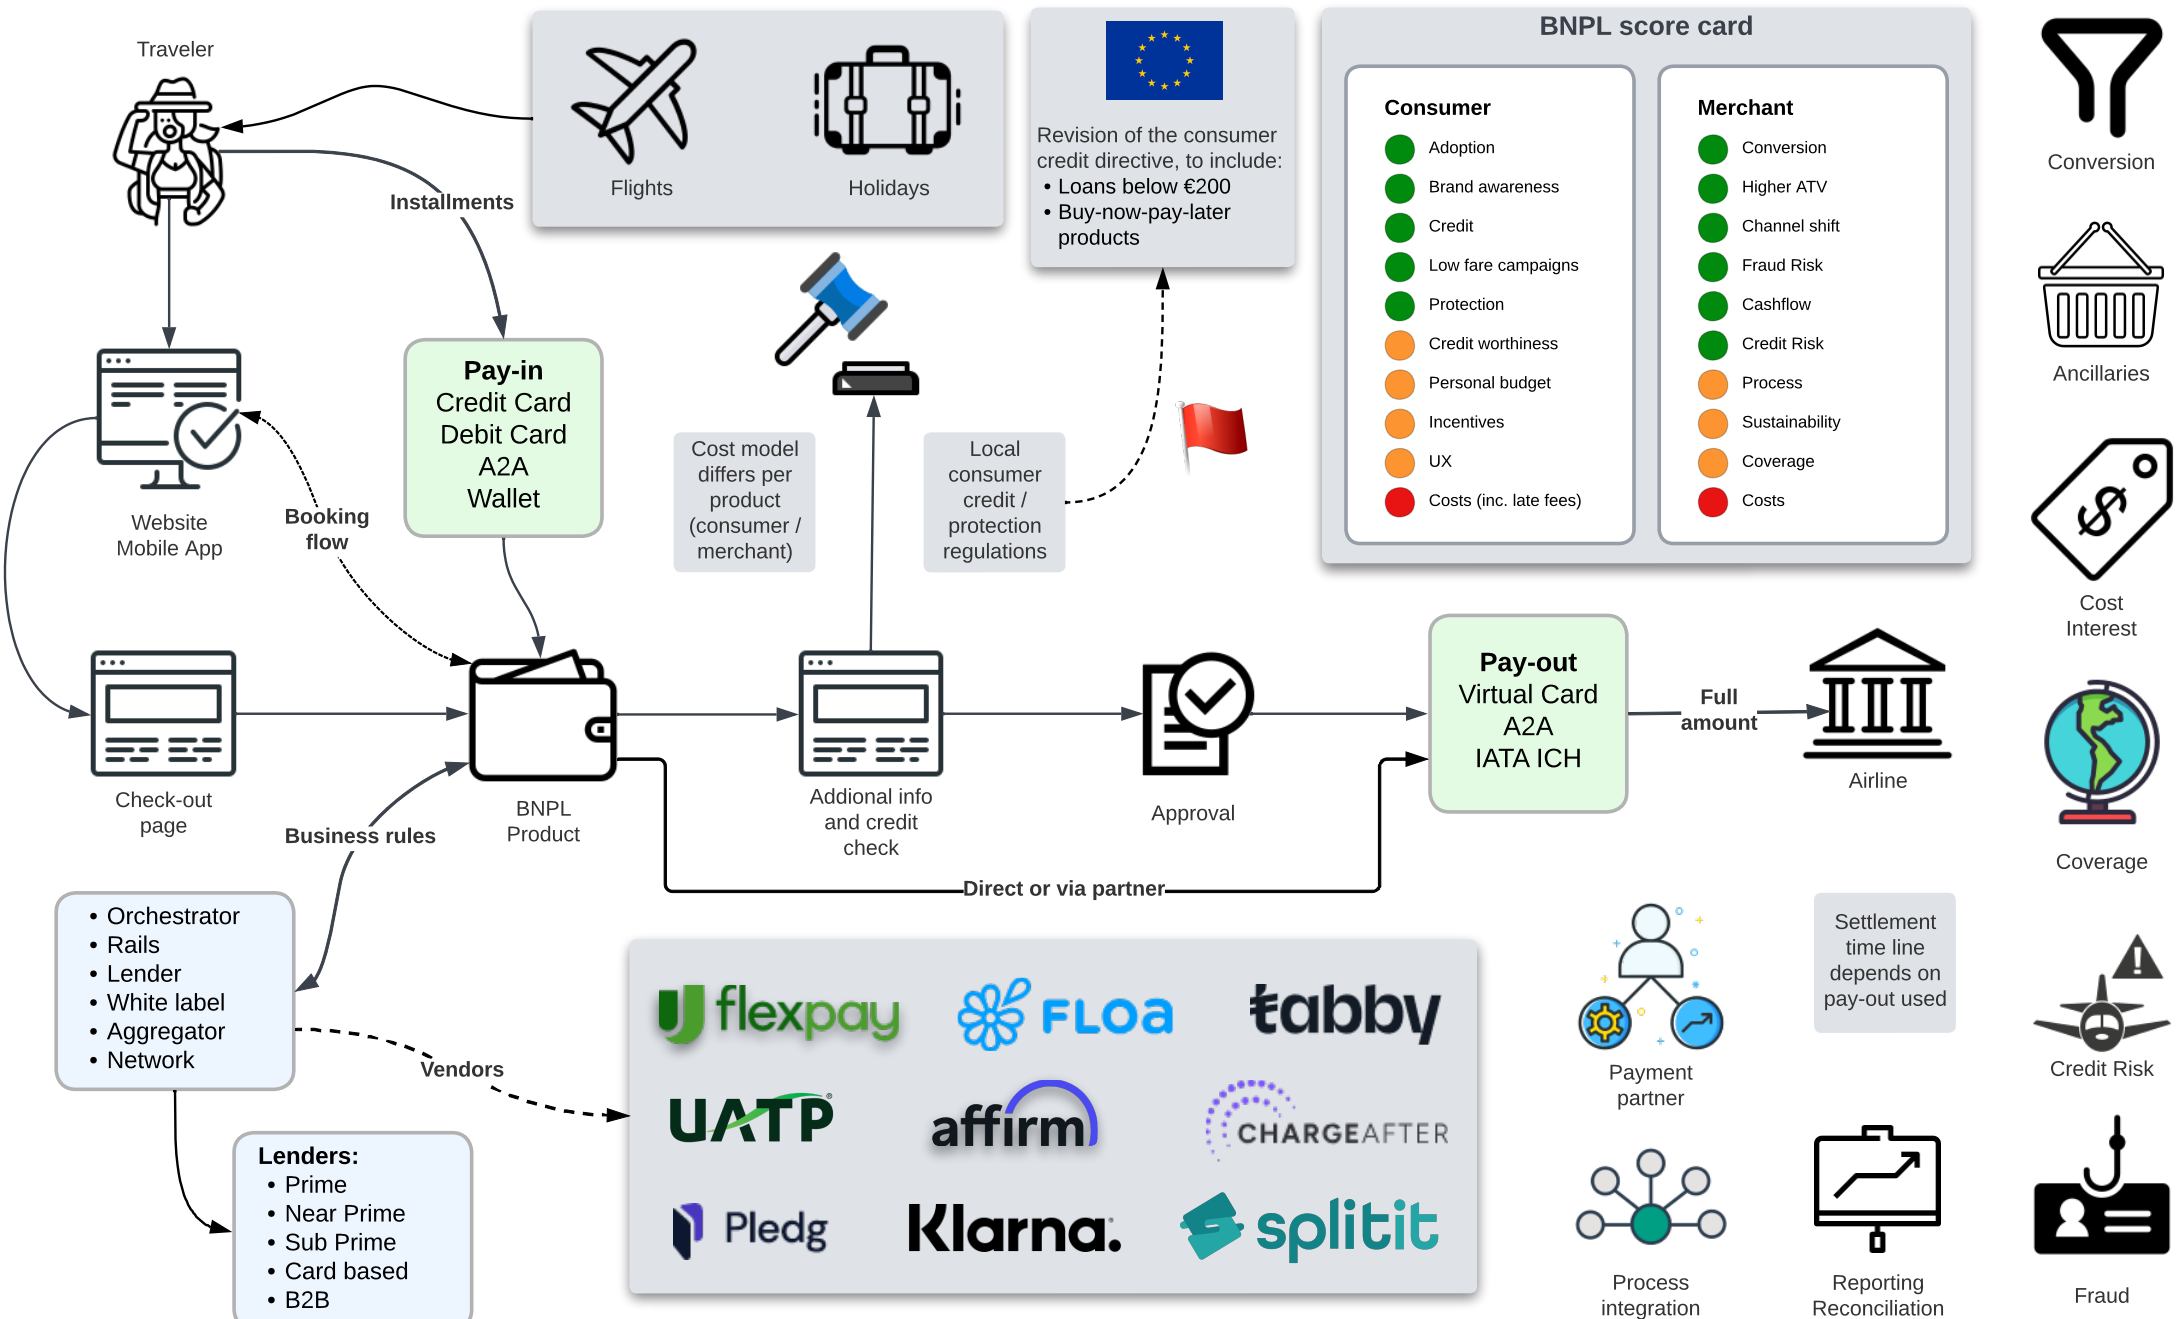 Traveler
Flights
Holidays
Installments
Revision of the consumer
credit directive, to include:
• Loans below €200
• Buy-now-pay-later
products
BNPL score card
Consumer
Adoption
Brand awareness
Credit
Low fare campaigns
Protection
Credit worthiness
Personal budget
Incentives
UX
Costs (inc. late fees)
Merchant
Conversion
Higher ATV
Channel shift
Fraud Risk
Cashflow
Credit Risk
Process
Sustainability
Coverage
Costs
Conversion
Ancillaries
Cost
Interest
Coverage
Credit Risk
Fraud
Website
Mobile App
Booking
flow
Pay-in
Credit Card
Debit Card
A2A
Wallet
Cost model
differs per
product
(consumer /
merchant)
Local
consumer
credit /
protection
regulations
Check-out
page
BNPL
Product
Addional info
and credit
check
Approval
Pay-out
Virtual Card
A2A
IATA ICH
Full
amount
Airline
Business rules
Direct or via partner
• Orchestrator
• Rails
• Lender
• White label
• Aggregator
• Network
Vendors
Lenders:
• Prime
• Near Prime
• Sub Prime
• Card based
• B2B
flexpay
FLOA
tabby
UATP®
affirm
CHARGEAFTER
Pledg
Klarna.
splitit
Payment
partner
Settlement
time line
depends on
pay-out used
Process
integration
Reporting
Reconciliation